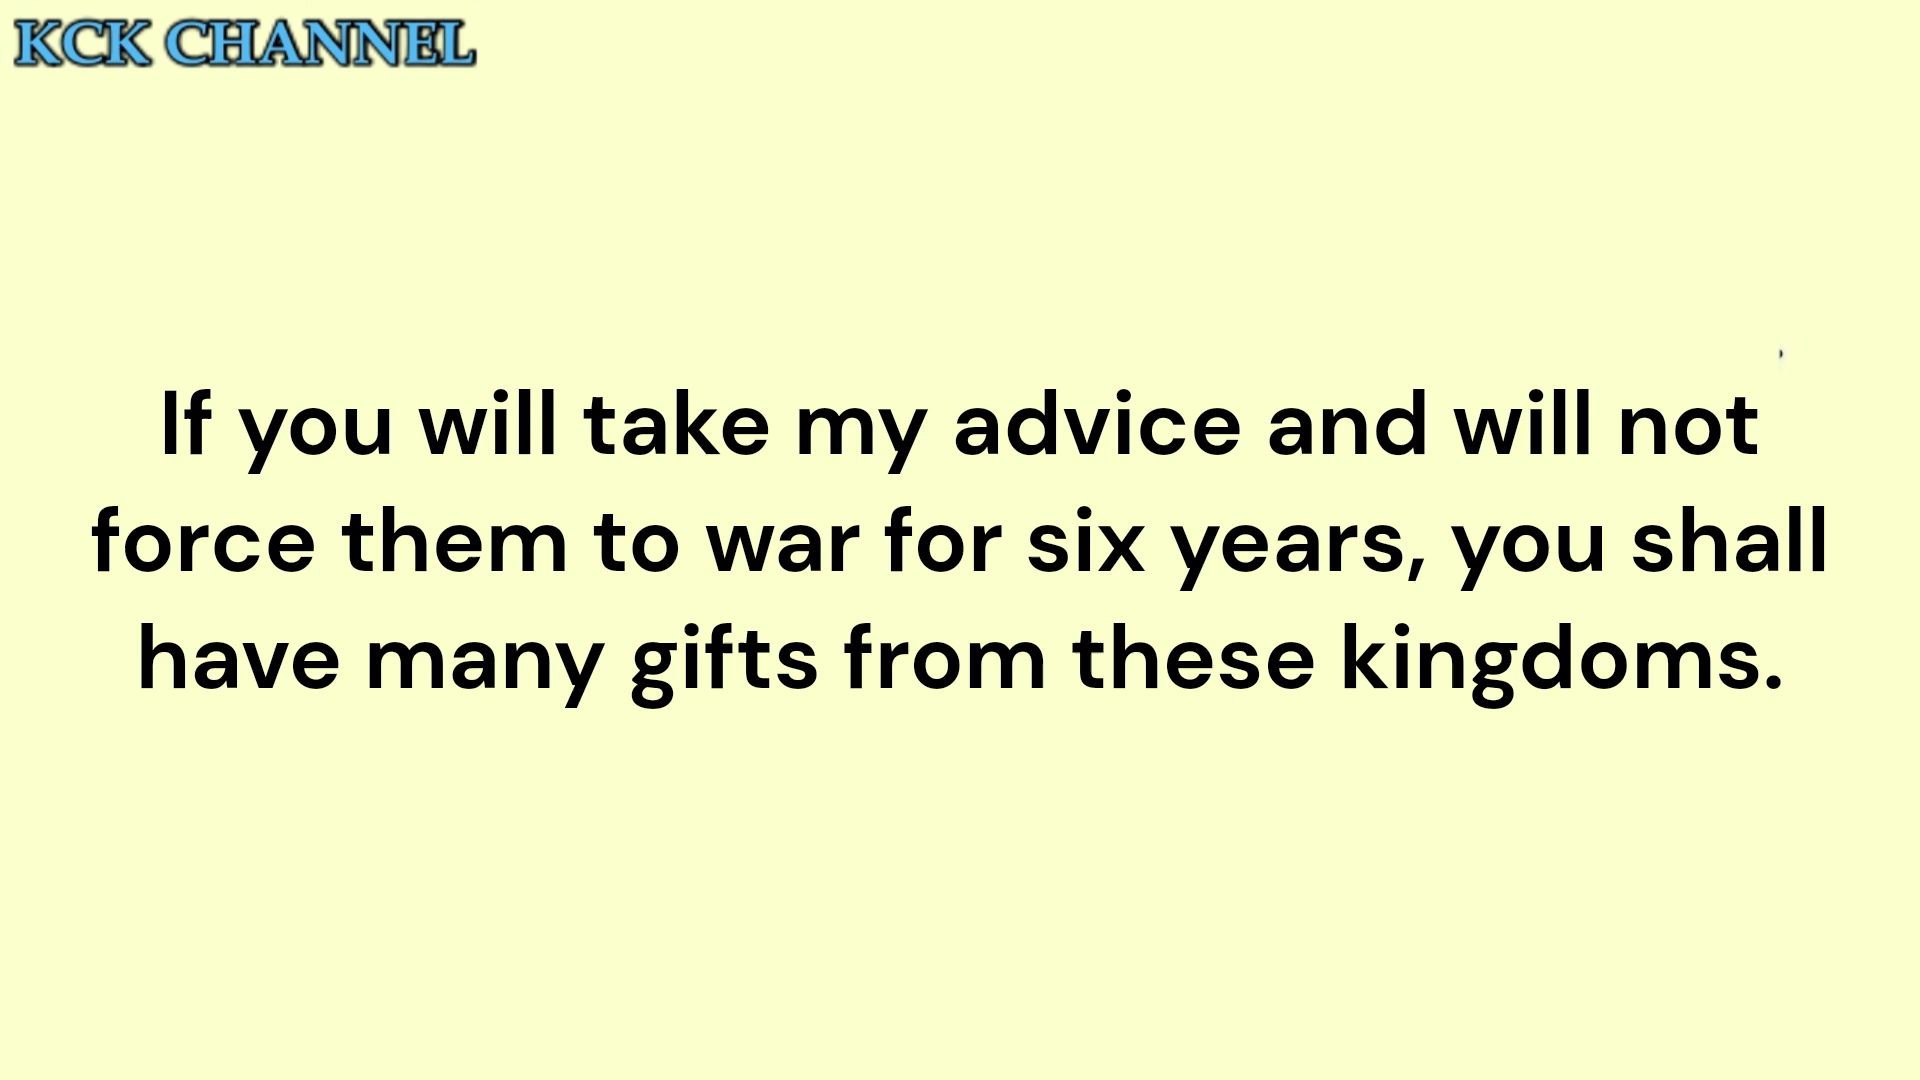 KCK CHANNEL
If you will take my advice and will not
force them to war for six years, you shall
have many gifts from these kingdoms.